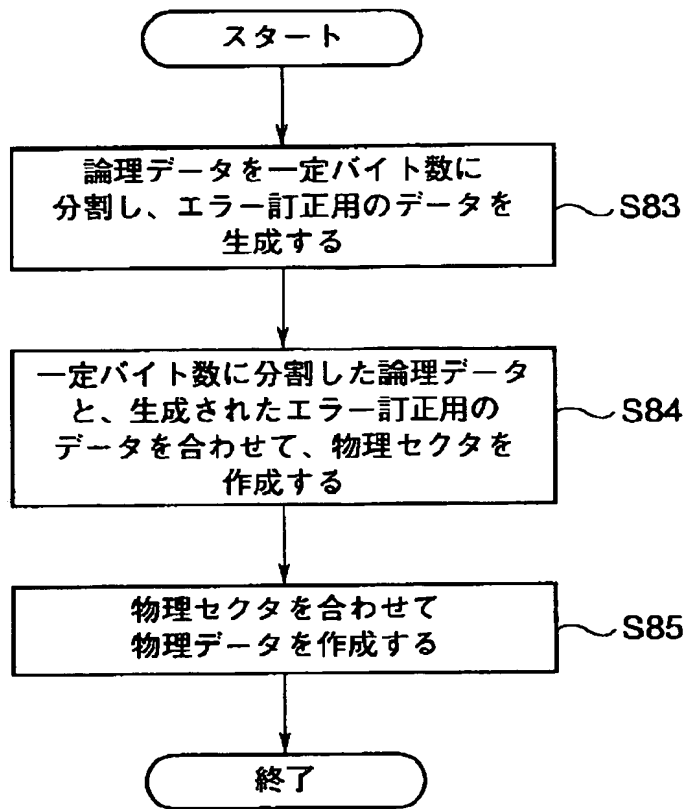 スタート
論理データを一定バイト数に
分割し、エラー訂正用のデータを
生成する
S83
一定バイト数に分割した論理データ
と、生成されたエラー訂正用の
データを合わせて、物理セクタを
作成する
S84
物理セクタを合わせて
物理データを作成する
S85
終了